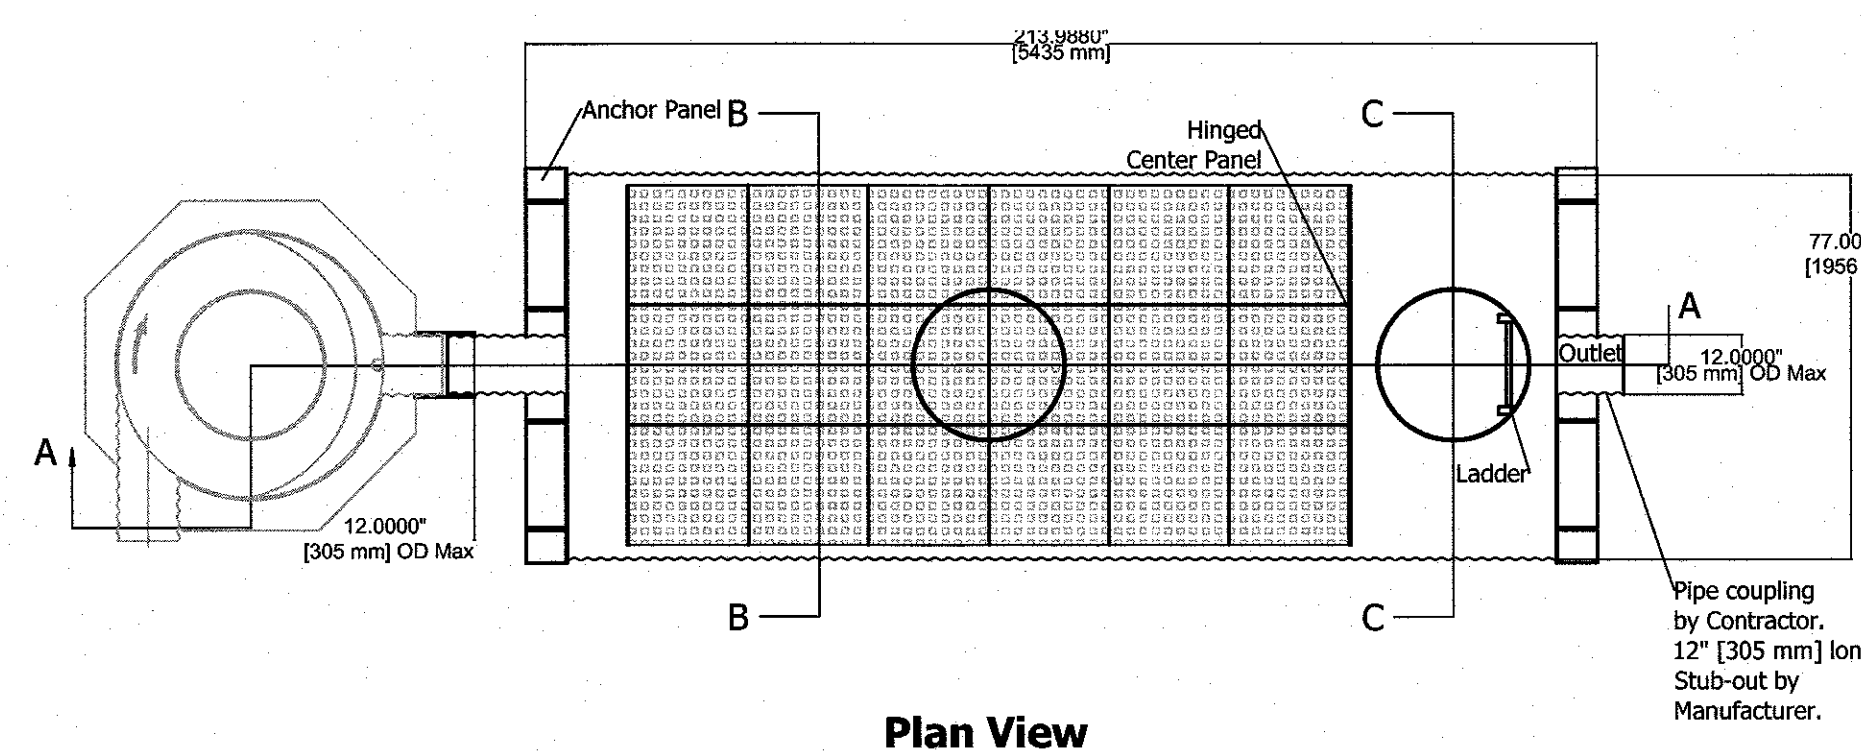 213.9880"
[5435 mm]
Anchor Panel
B
C
Hinged
Center Panel
77.00
[1956
A
Outlet
12.0000"
[305 mm] OD Max
A
Ladder
12.0000"
[305 mm] OD Max
B
C
Pipe coupling
by Contractor.
12" [305 mm] lon
Stub-out by
Manufacturer.
Plan View